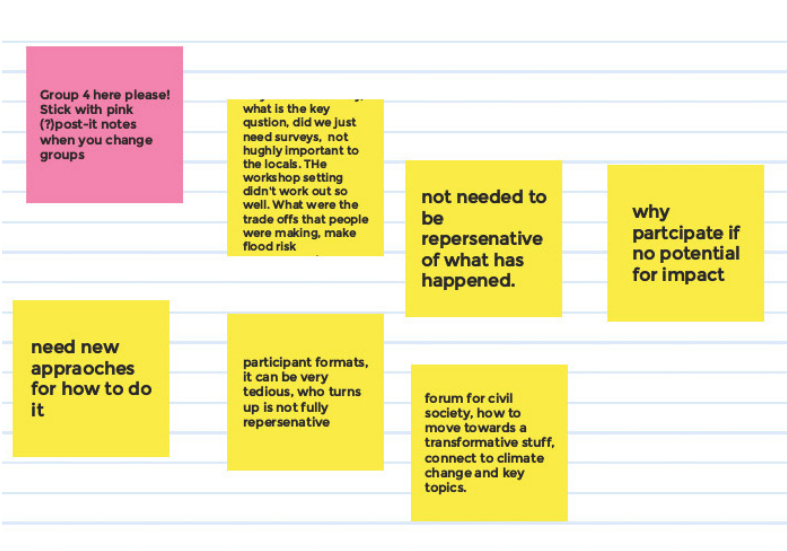 Group 4 here please!
Stick with pink
(?)post-it notes
when you change
groups
what is the key
qustion, did we just
need surveys, not
hughly important to
the locals. THe
workshop setting
didn't work out so
well. What were the
trade offs that people
were making, make
flood risk
not needed to
be
repersenative
of what has
happened.
why
partcipate if
no potential
for impact
need new
appraoches
for how to do
it
participant formats,
it can be very
tedious, who turns
up is not fully
repersenative
forum for civil
society, how to
move towards a
transformative stuff,
connect to climate
change and key
topics.